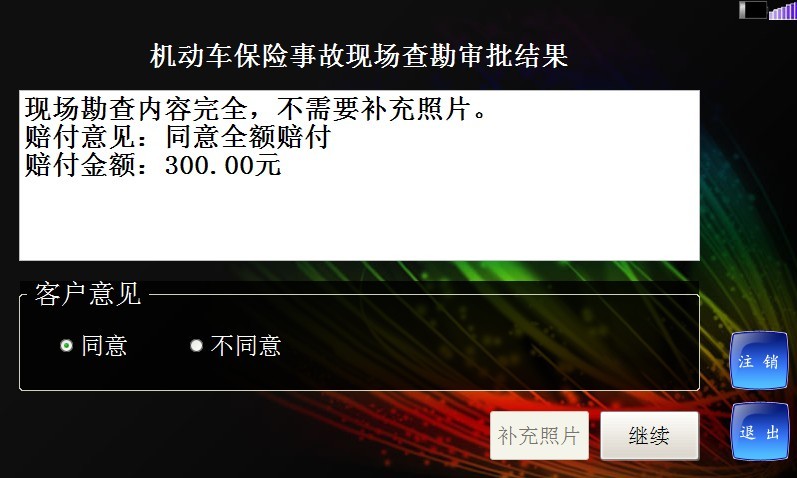 机动车保险事故现场查勘审批结果
现场勘查内容完全，不需要补充照片。
赔付意见：同意全额赔付
赔付金额：300.00元
客户意见
同意
不同意
注 销
补充照片
继续
退 出